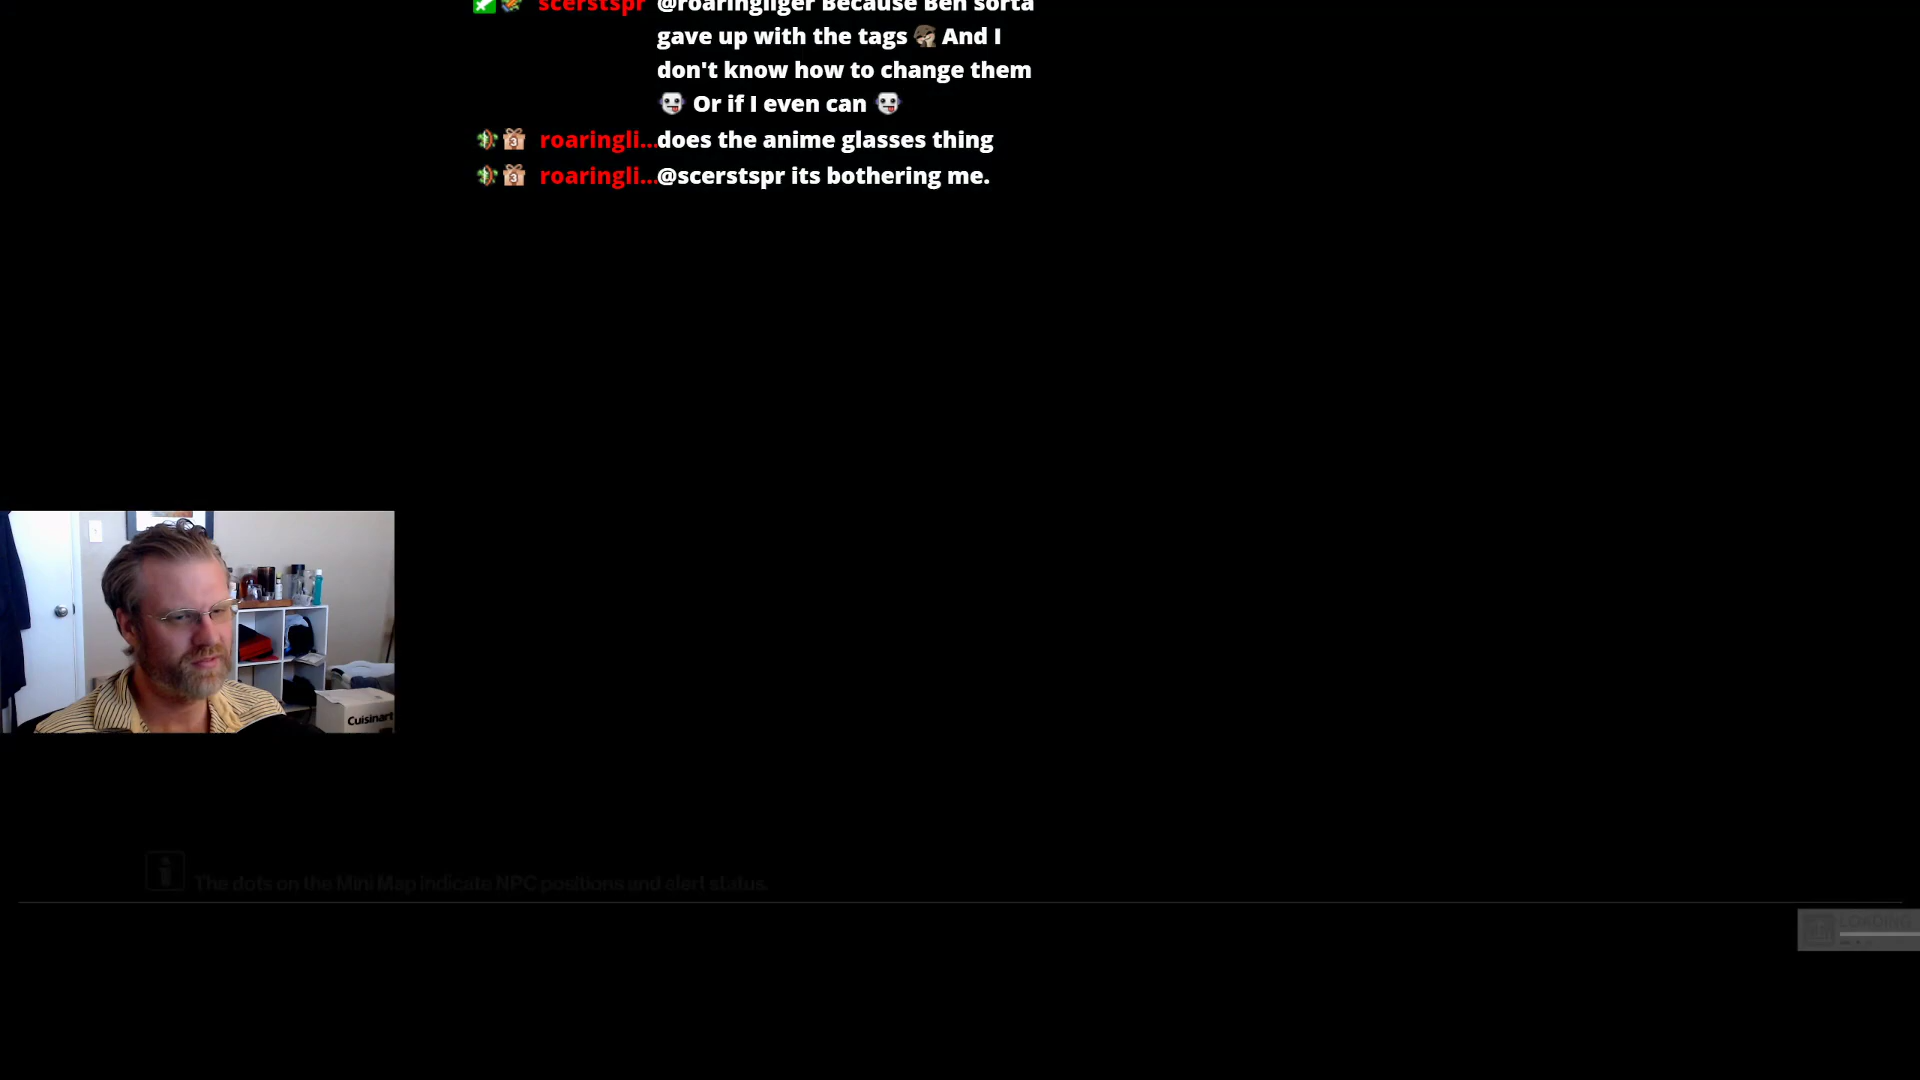 scerstspr @roaringliger Because Ben sorta
gave up with the tags And I
don't know how to change them
Or if I even can
roaringli... does the anime glasses thing
roaringli... @scerstspr its bothering me.
Cuisinart
The dots on the Mini Map indicate NPC positions and alert status.
LOADING